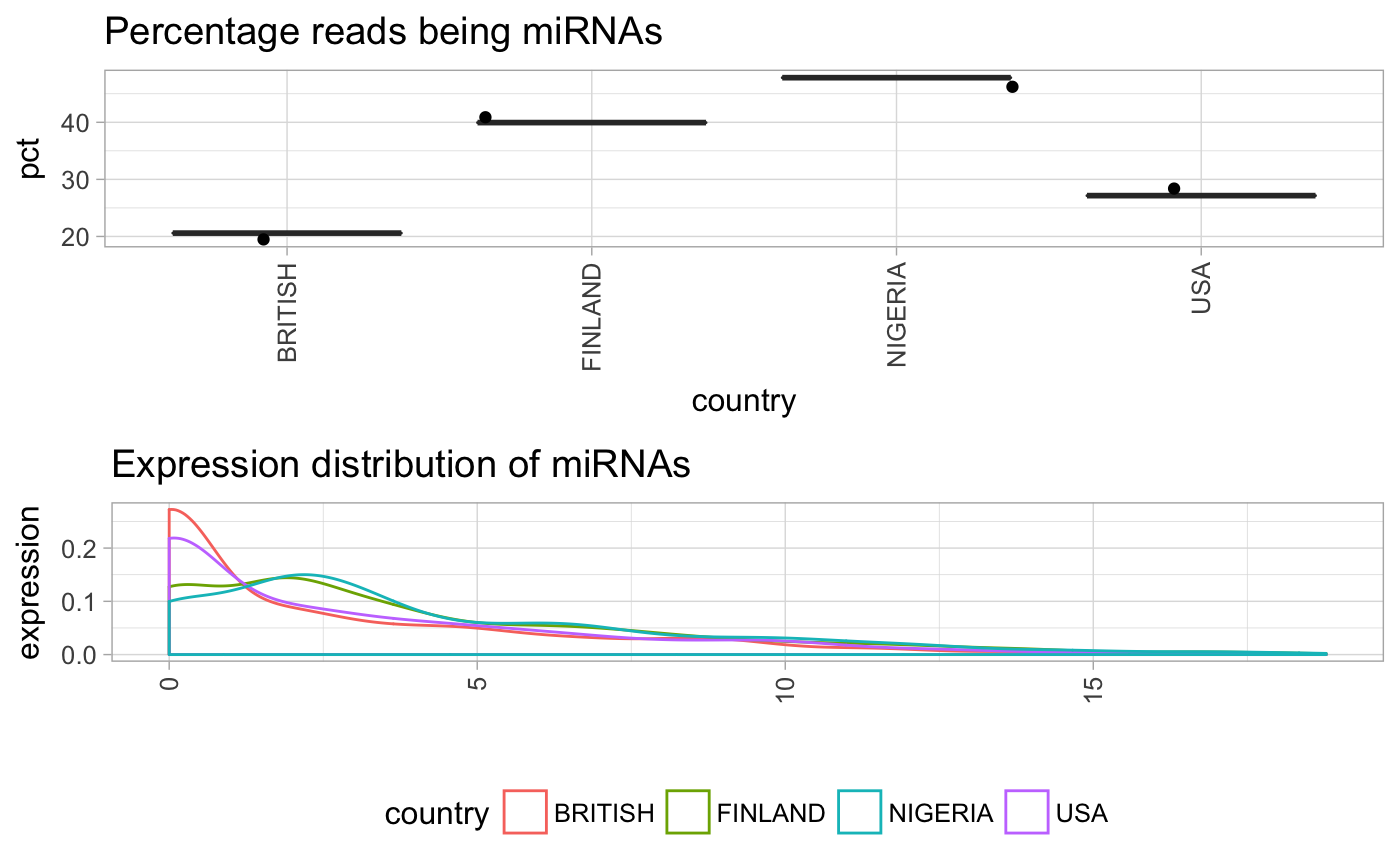 Percentage reads being miRNAs
pct
40
30
20
BRITISH
FINLAND
NIGERIA
USA
country
Expression distribution of miRNAs
expression
0.2
0.1
0.0
0
5
10
15
country BRITISH FINLAND NIGERIA USA